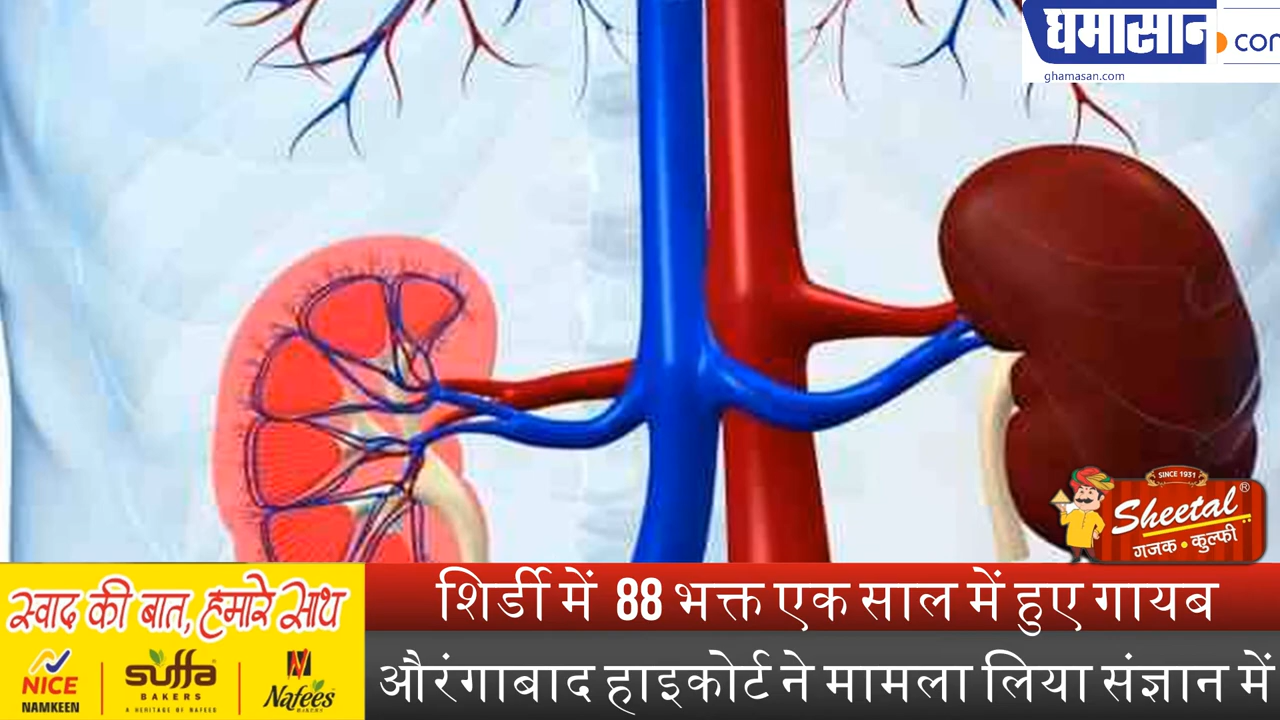 घमासान
.com
ghamasan.com
SINCE 1931
Sheetal®
गजक • कुल्फी
स्वाद की बात, हमारे साथ
NICE
NAMKEEN
suffa
BAKERS
A HERITAGE OF NAFEES
Nafees
BAKERY
शिर्डी में 88 भक्त एक साल में हुए गायब
औरंगाबाद हाइकोर्ट ने मामला लिया संज्ञान में